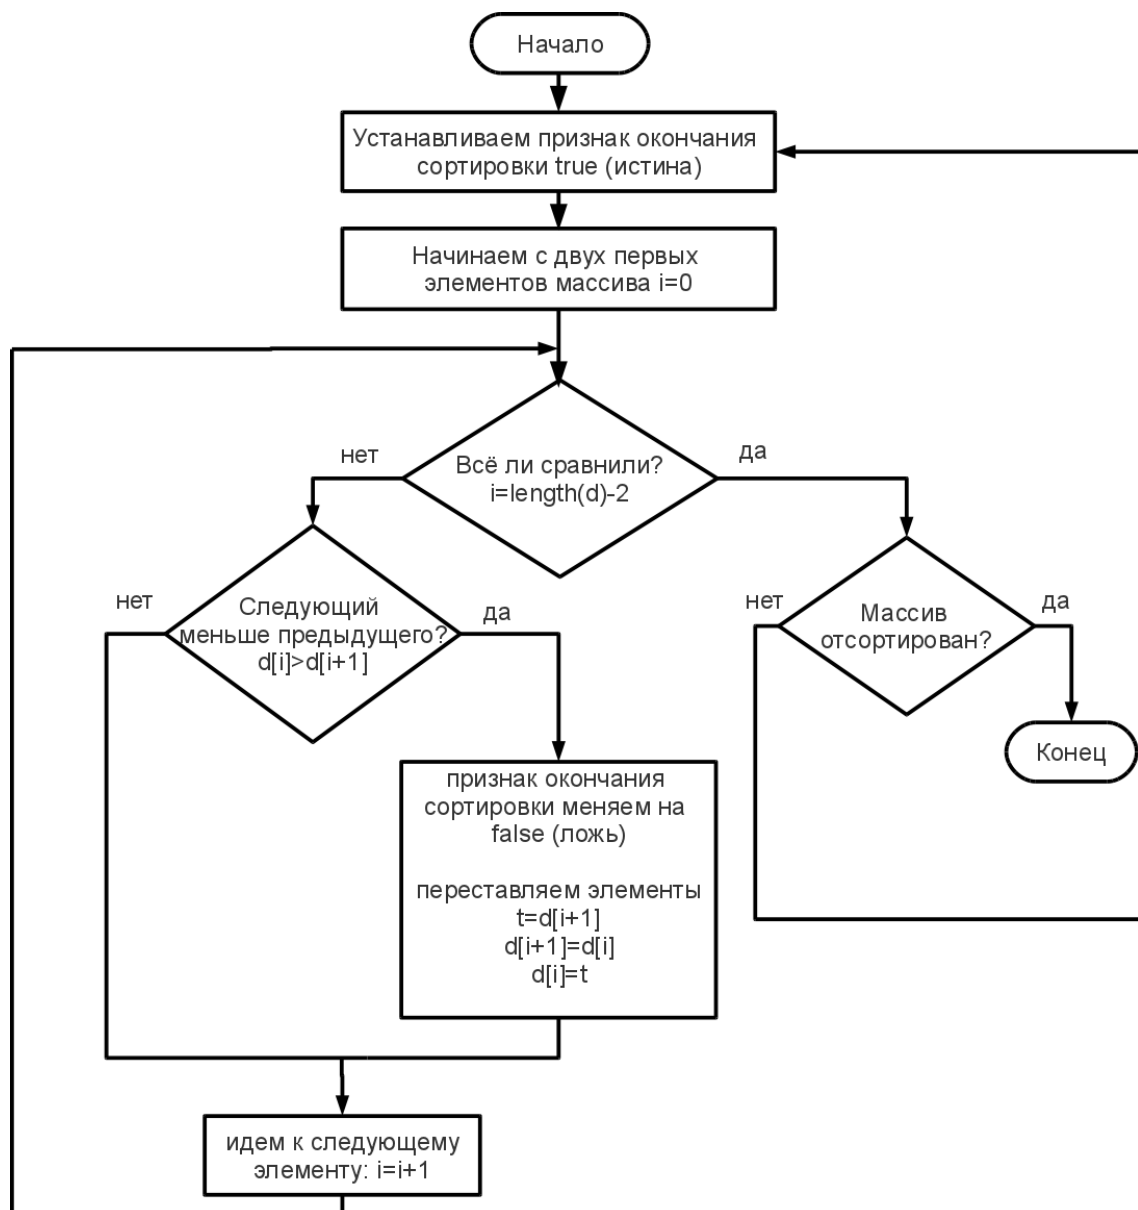 Начало
Устанавливаем признак окончания
сортировки true (истина)
Начинаем с двух первых
элементов массива i=0
нет
Всё ли сравнили?
i=length(d)-2
да
нет
Следующий
меньше предыдущего?
d[i]>d[i+1]
да
нет
Массив
отсортирован?
да
Конец
признак окончания
сортировки меняем на
false (ложь)
переставляем элементы
t=d[i+1]
d[i+1]=d[i]
d[i]=t
идем к следующему
элементу: i=i+1